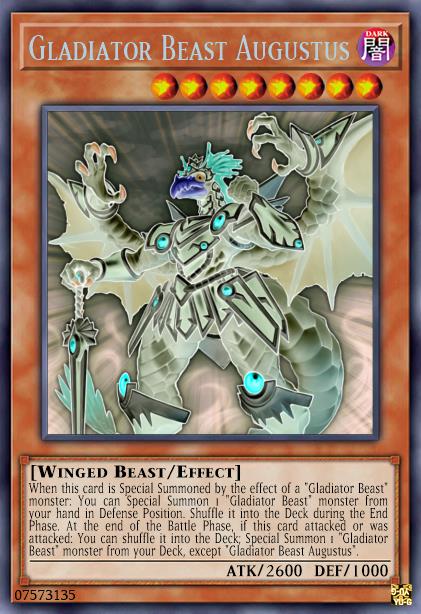 Gladiator Beast Augustus
DARK
闇
[Winged Beast/Effect]
When this card is Special Summoned by the effect of a "Gladiator Beast"
monster: You can Special Summon 1 "Gladiator Beast" monster from
your hand in Defense Position. Shuffle it into the Deck during the End
Phase. At the end of the Battle Phase, if this card attacked or was
attacked: You can shuffle it into the Deck; Special Summon 1 "Gladiator
Beast" monster from your Deck, except "Gladiator Beast Augustus".
ATK/2600 DEF/1000
07573135